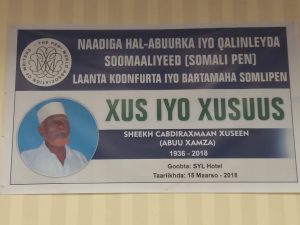 NAADIGA HAL-ABUURKA IYO QALINLEYDA
SOOMAALIYEED (SOMALI PEN)
LAANTA KOONFURTA IYO BARTAMAHA SOMLIPEN
XUS IYO XUSUUS
SHEEKH CABDIRAXMAAN XUSEEN
(ABUU XAMZA)
1936 - 2018
Goobta: SYL Hotel
Taariikhda: 15 Maarso - 2018